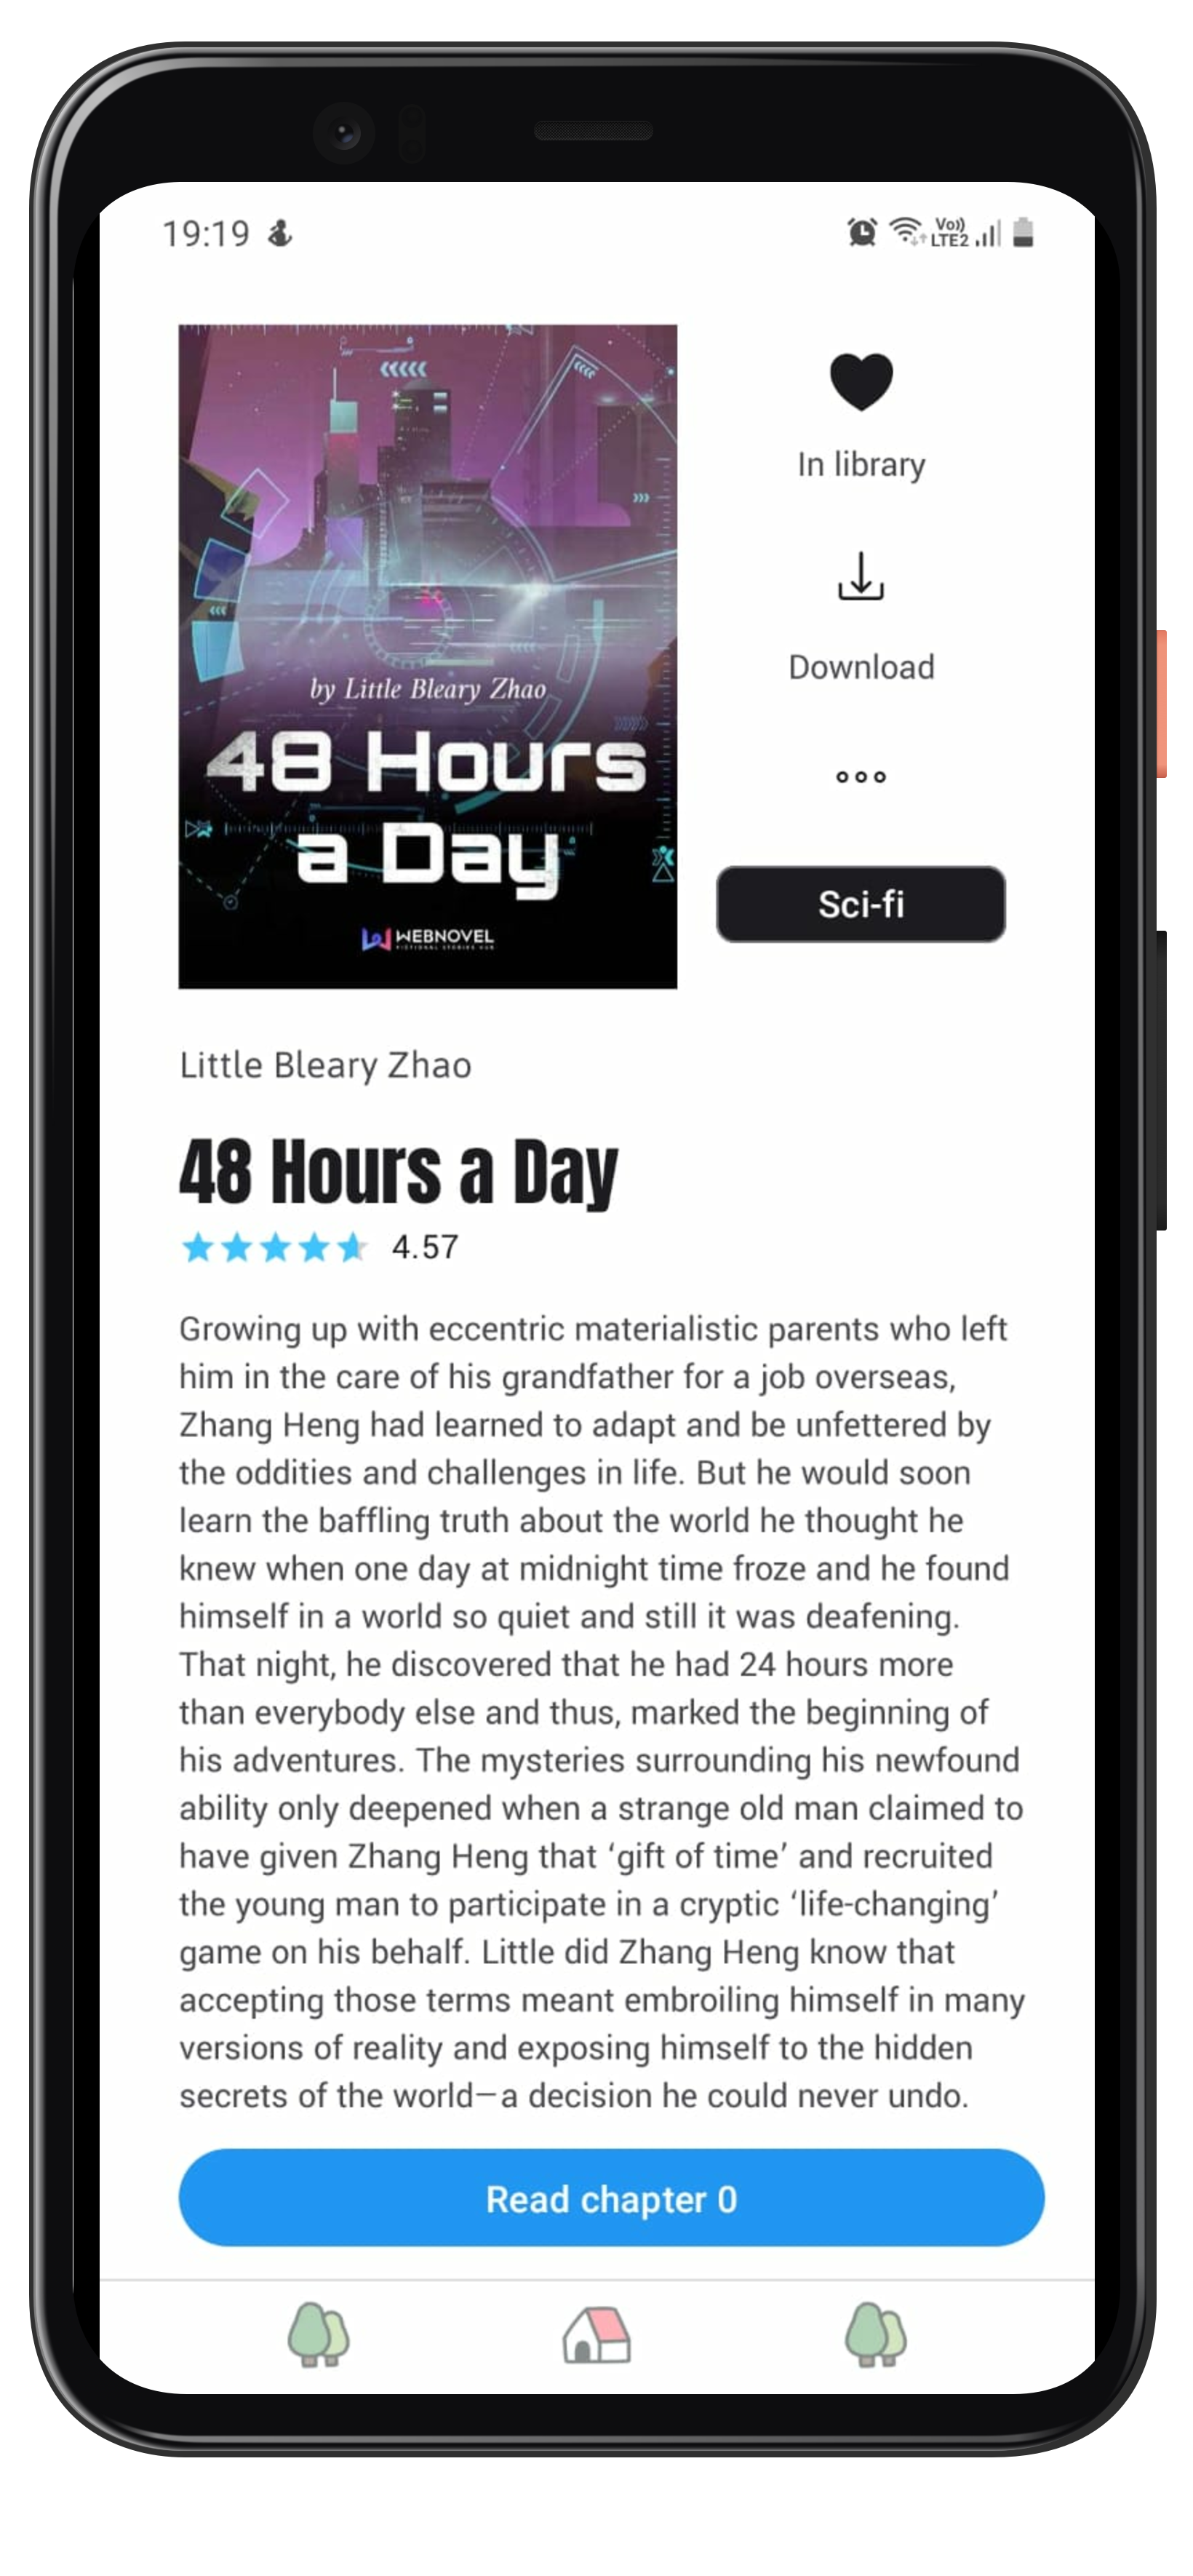 19:19
Vo))
LTE2
by Little Bleary Zhao
48 Hours
a Day
WEBNOVEL
FICTIONAL STORIES HUB
In library
Download
Sci-fi
Little Bleary Zhao
48 Hours a Day
4.57
Growing up with eccentric materialistic parents who left
him in the care of his grandfather for a job overseas,
Zhang Heng had learned to adapt and be unfettered by
the oddities and challenges in life. But he would soon
learn the baffling truth about the world he thought he
knew when one day at midnight time froze and he found
himself in a world so quiet and still it was deafening.
That night, he discovered that he had 24 hours more
than everybody else and thus, marked the beginning of
his adventures. The mysteries surrounding his newfound
ability only deepened when a strange old man claimed to
have given Zhang Heng that ‘gift of time’ and recruited
the young man to participate in a cryptic ‘life-changing’
game on his behalf. Little did Zhang Heng know that
accepting those terms meant embroiling himself in many
versions of reality and exposing himself to the hidden
secrets of the world—a decision he could never undo.
Read chapter 0